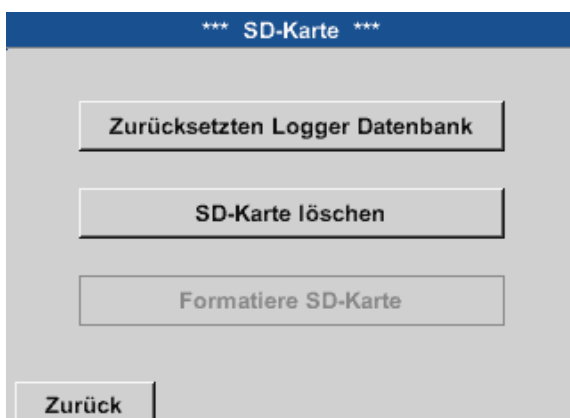 *** SD-Karte ***
Zurücksetzten Logger Datenbank
SD-Karte löschen
Formatiere SD-Karte
Zurück